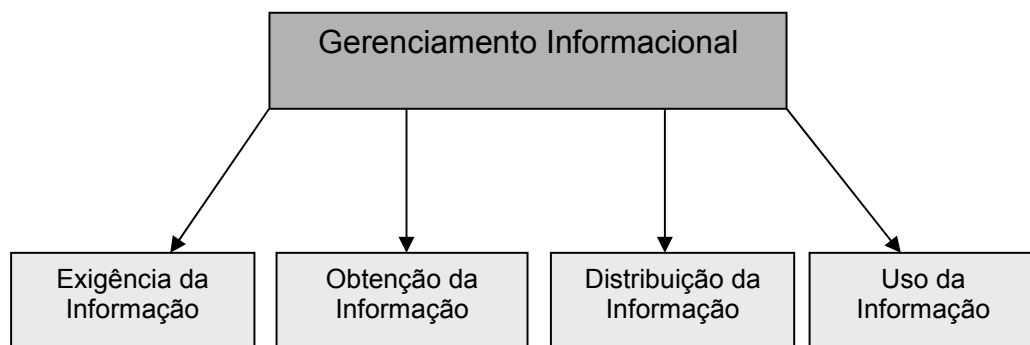 Gerenciamento Informacional
Exigência da
Informação
Obtenção da
Informação
Distribuição da
Informação
Uso da
Informação